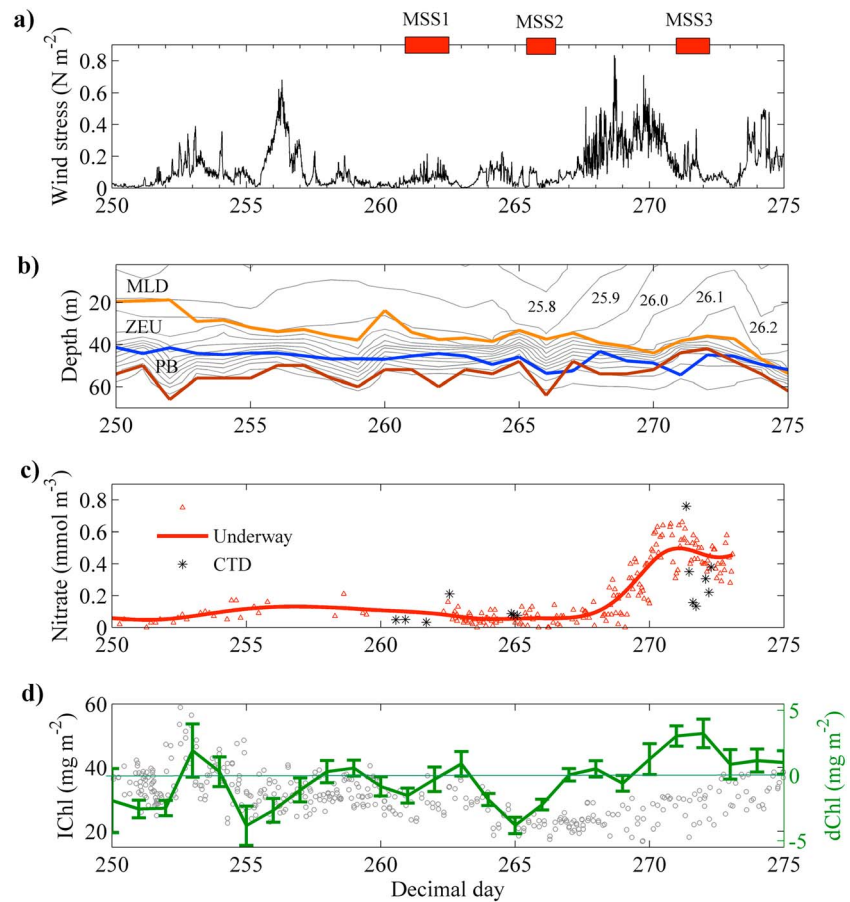 a)
MSS1
MSS2
MSS3
Wind stress (N m⁻²)
0.8
0.6
0.4
0.2
0
250
255
260
265
270
275
b)
MLD
ZEU
PB
25.8
25.9
26.0
26.1
26.2
Depth (m)
20
40
60
250
255
260
265
270
275
c)
Nitrate (mmol m⁻³)
0.8
0.6
0.4
0.2
0
Underway
CTD
250
255
260
265
270
275
d)
IChl (mg m⁻²)
60
40
20
5
0
-5
dChl (mg m⁻²)
250
255
260
265
270
275
Decimal day